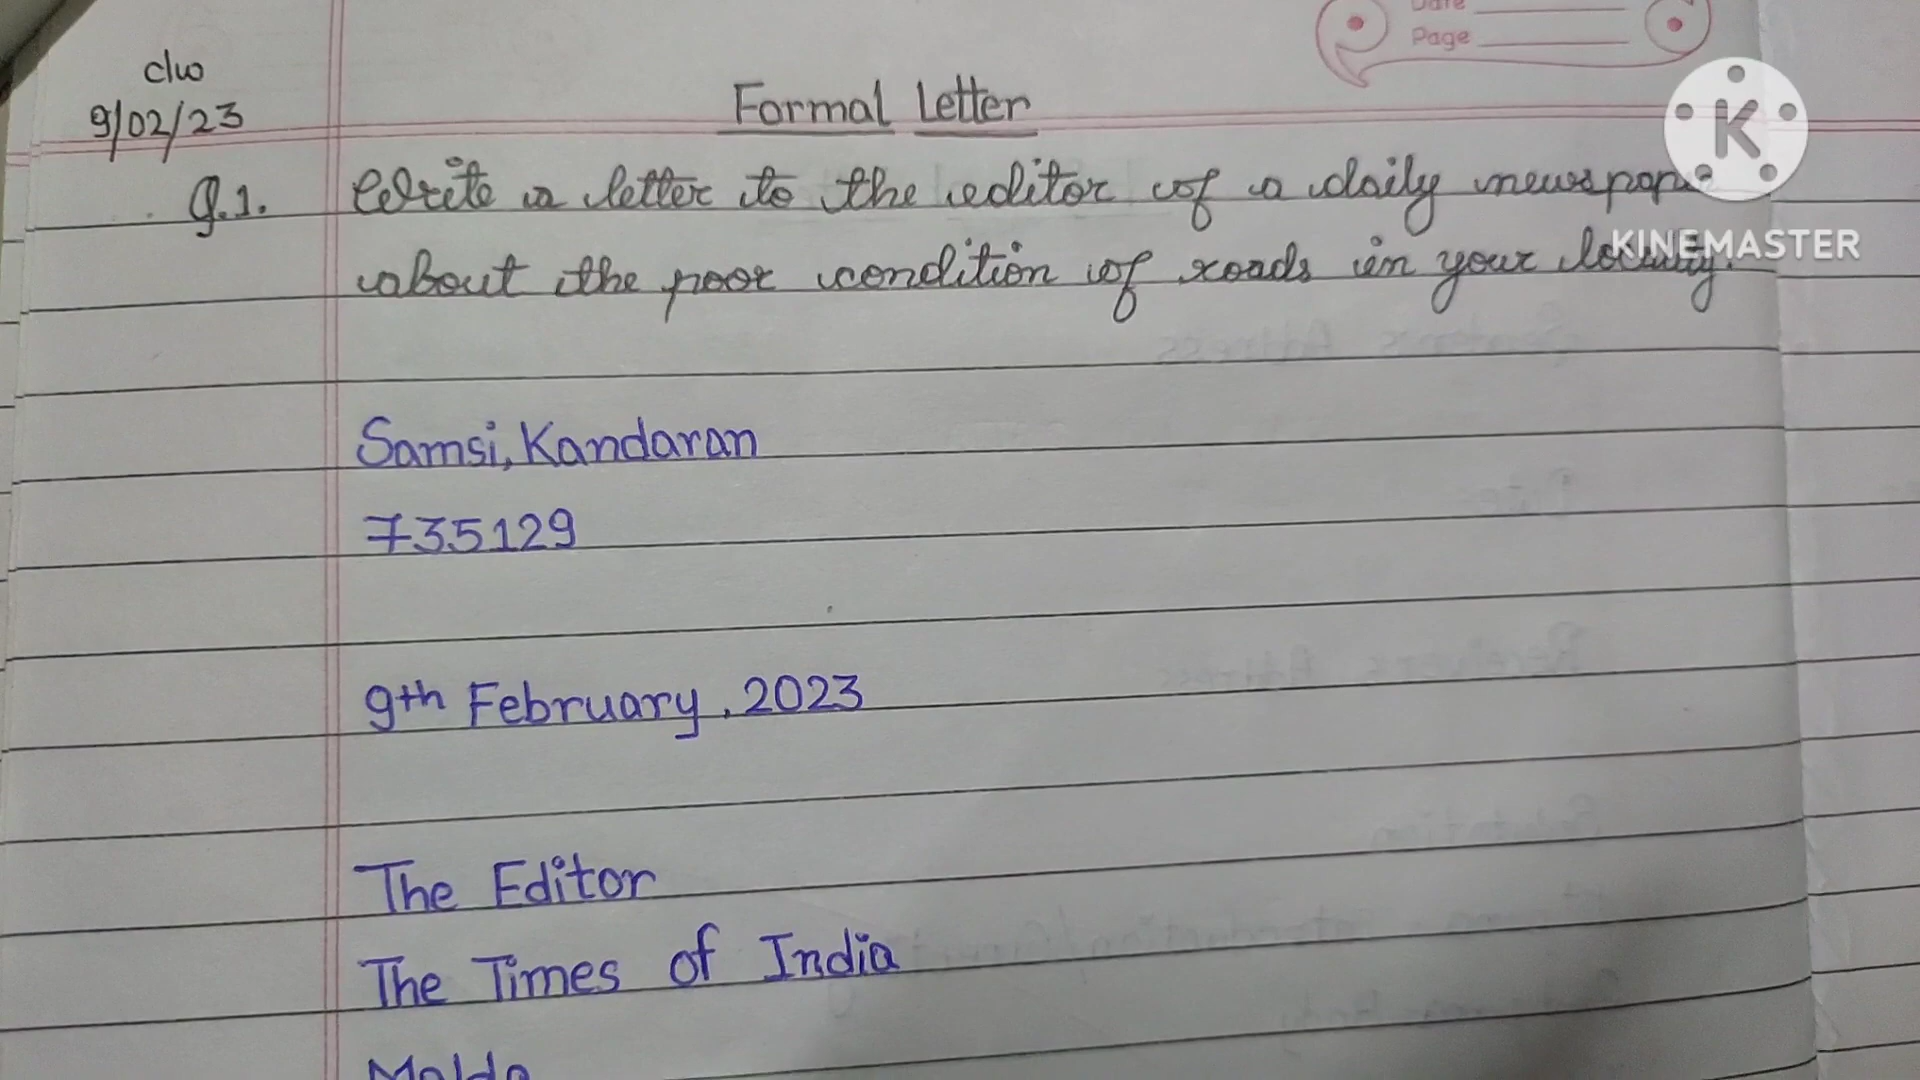 Date
Page
c/w
9/02/23
Formal Letter
Q.1. Write a letter to the editor of a daily newspaper
about the poor condition of roads in your locality.
K
KINEMASTER
Samsi, Kandaran
735129
9th February, 2023
The Editor
The Times of India
Malda